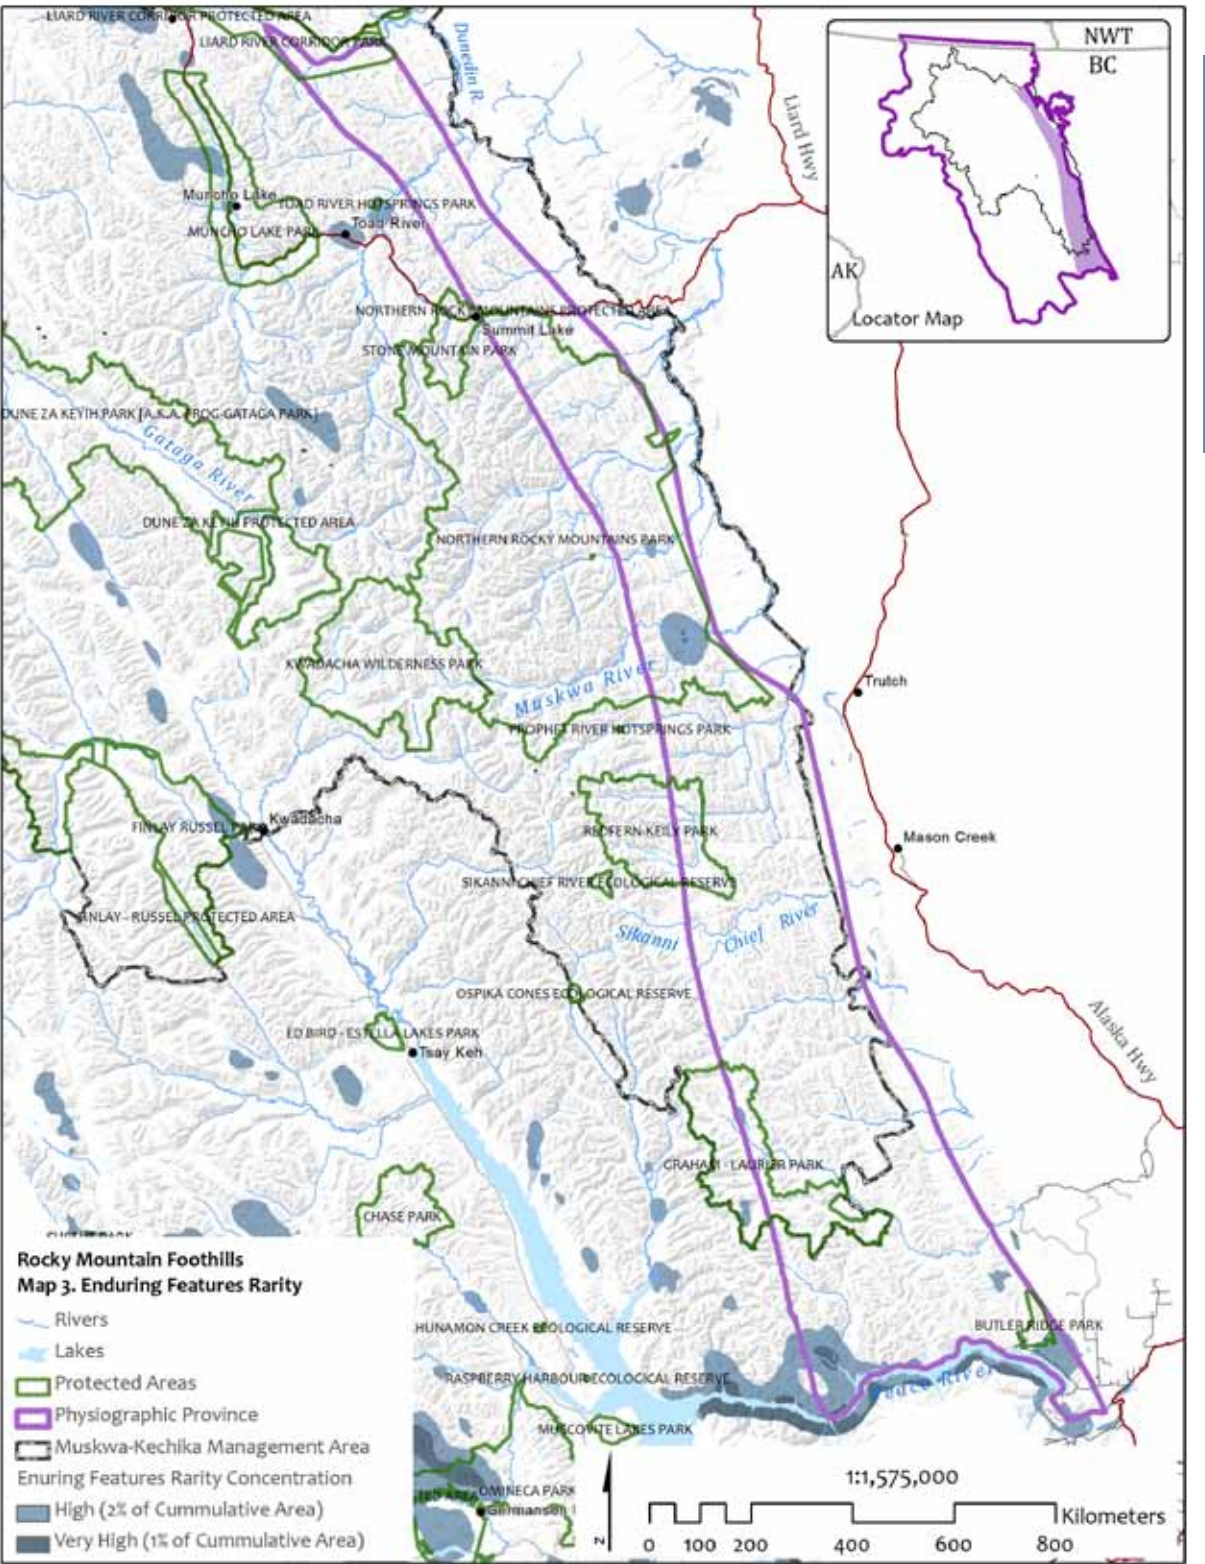 LIARD RIVER CORRIDOR PROTECTED AREA
LIARD RIVER CORRIDOR PARK
Dunedin R.
NWT
BC
Liard Hwy
AK
Locator Map
Muncho Lake
TOAD RIVER HOTSPRINGS PARK
MUNCHO LAKE PARK
Toad River
NORTHERN ROCKY MOUNTAINS PROTECTED AREA
Summit Lake
STONE MOUNTAIN PARK
DUNE ZA KEYIH PARK [A.K.A. FROG-GATAGA PARK]
Gataga River
DUNE ZA KEYIH PROTECTED AREA
NORTHERN ROCKY MOUNTAINS PARK
KWADACHA WILDERNESS PARK
Muskwa River
Trutch
PROPHET RIVER HOTSPRINGS PARK
Kwadacha
FINLAY RUSSEL PARK
REDFERN-KEILY PARK
Mason Creek
SIKANNI CHIEF RIVER ECOLOGICAL RESERVE
FINLAY - RUSSEL PROTECTED AREA
Sikanni Chief River
OSPIKA CONES ECOLOGICAL RESERVE
ED BIRD - ESTELLA LAKES PARK
Tsay Keh
Alaska Hwy
GRAHAM - LAURIER PARK
CHASE PARK
Rocky Mountain Foothills
Map 3. Enduring Features Rarity
Rivers
Lakes
Protected Areas
Physiographic Province
Muskwa-Kechika Management Area
Enuring Features Rarity Concentration
High (2% of Cummulative Area)
Very High (1% of Cummulative Area)
BUTLER RIDGE PARK
HUNAMON CREEK ECOLOGICAL RESERVE
RASPBERRY HARBOUR ECOLOGICAL RESERVE
Peace River
MUSCOVITE LAKES PARK
OMINECA PARK
Germansen
N
1:1,575,000
Kilometers
0 100 200 400 600 800